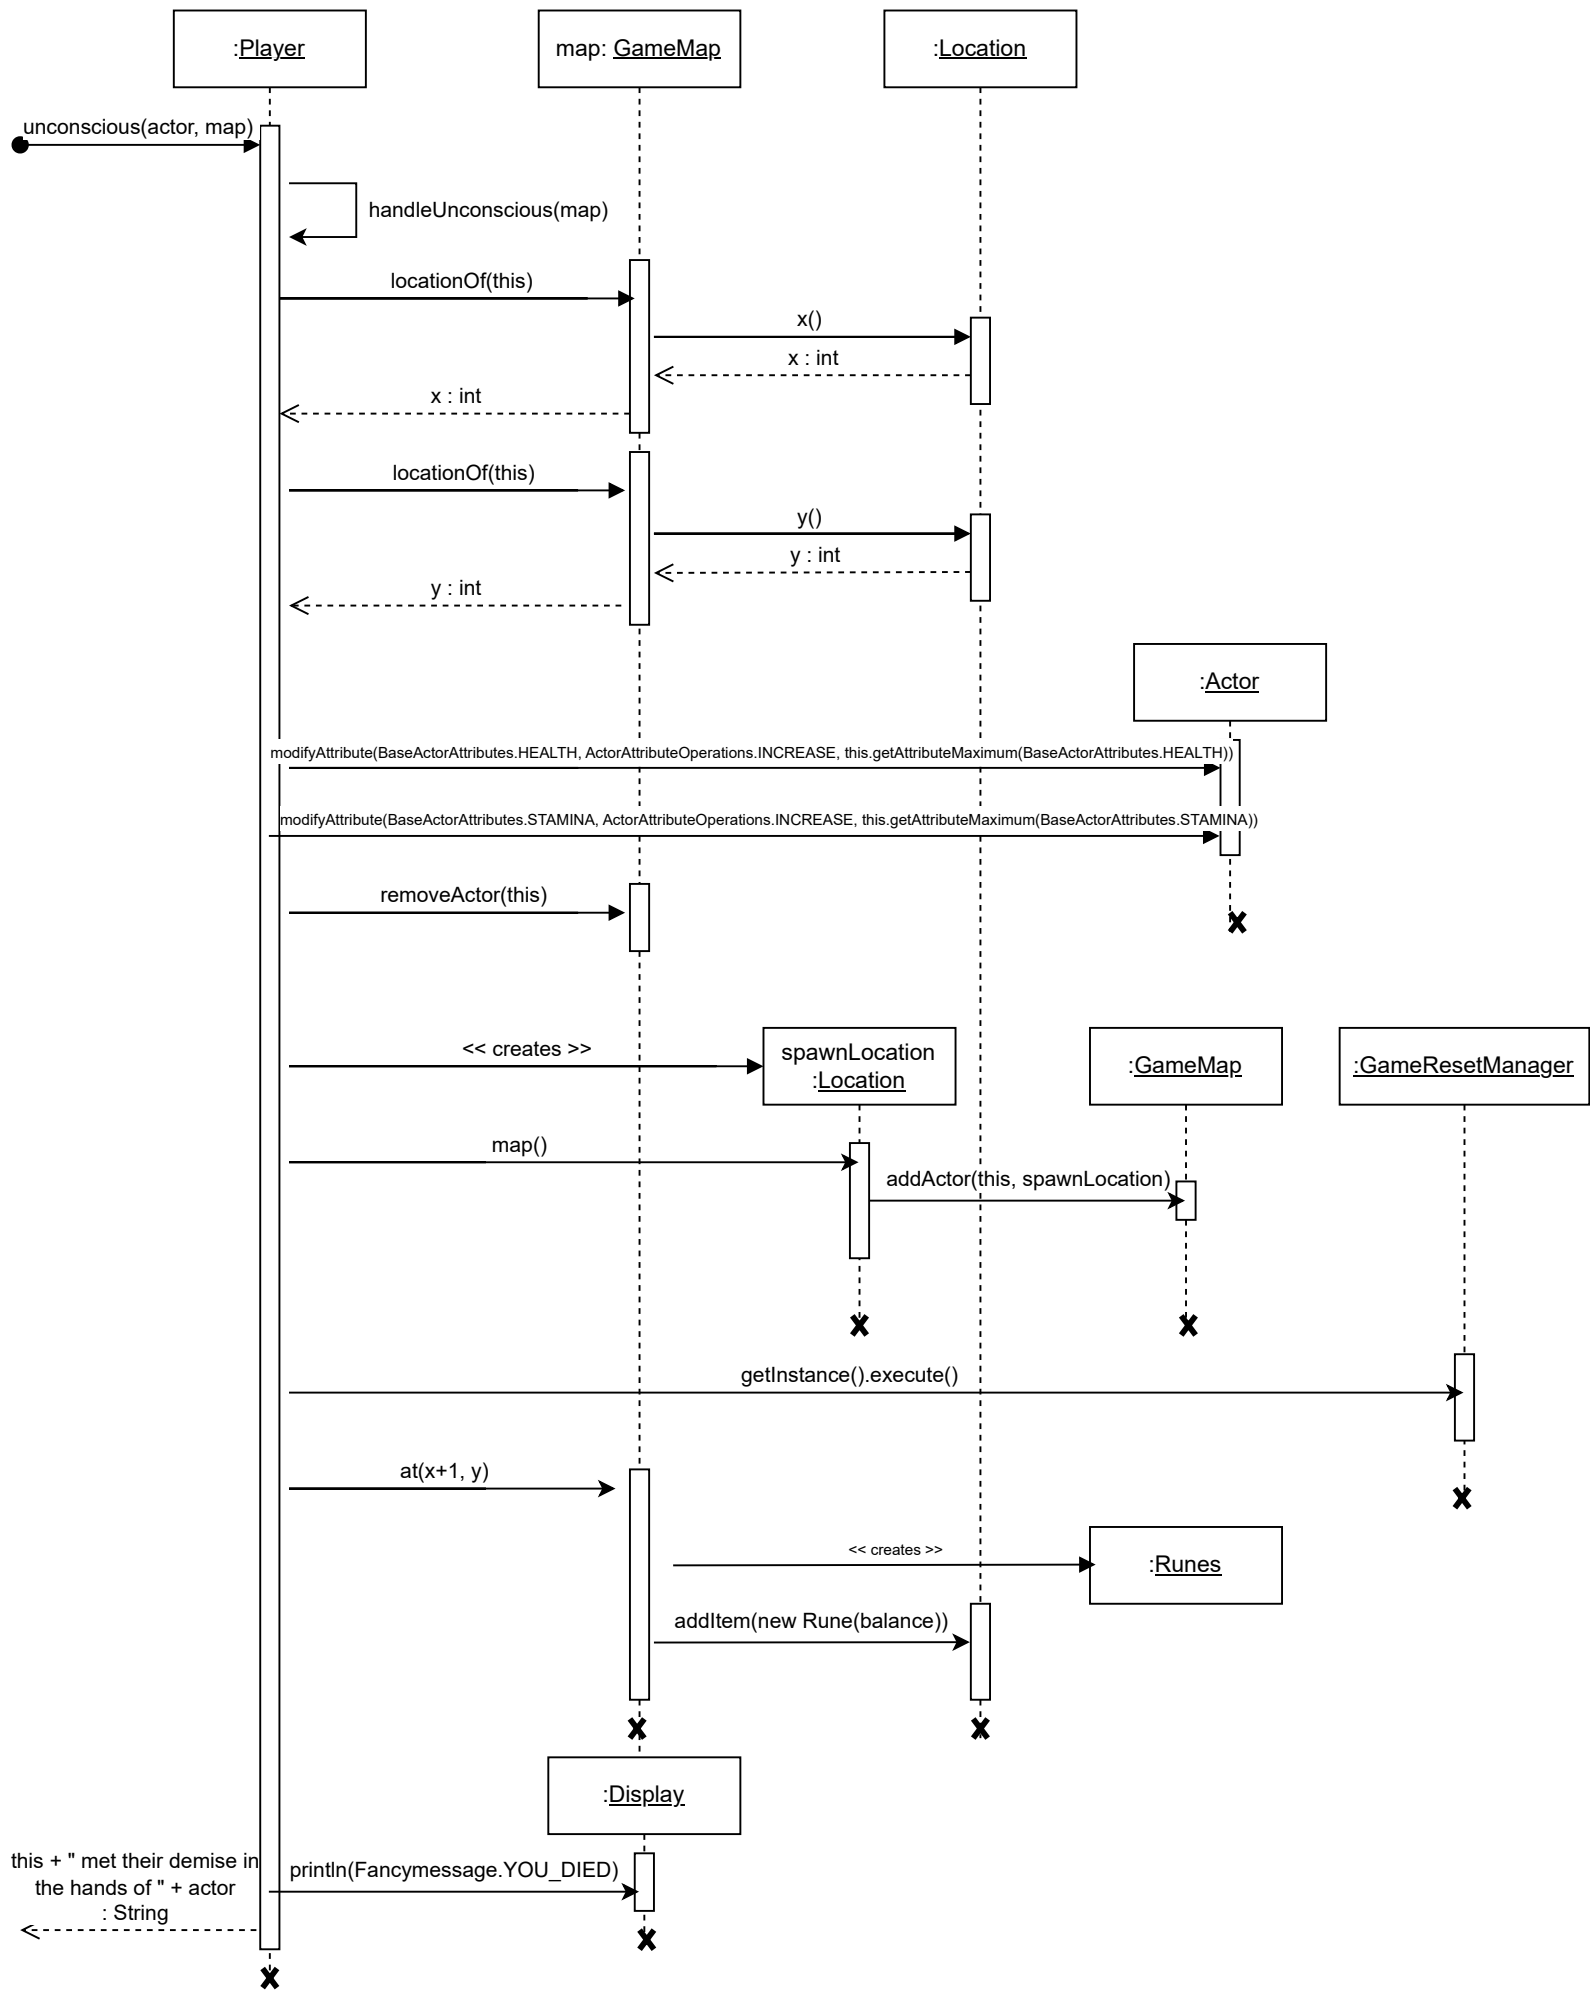 :Player
map: GameMap
:Location
unconscious(actor, map)
handleUnconscious(map)
locationOf(this)
x()
x : int
x : int
locationOf(this)
y()
y : int
y : int
:Actor
modifyAttribute(BaseActorAttributes.HEALTH, ActorAttributeOperations.INCREASE, this.getAttributeMaximum(BaseActorAttributes.HEALTH))
modifyAttribute(BaseActorAttributes.STAMINA, ActorAttributeOperations.INCREASE, this.getAttributeMaximum(BaseActorAttributes.STAMINA))
removeActor(this)
<< creates >>
spawnLocation
:Location
:GameMap
:GameResetManager
map()
addActor(this, spawnLocation)
getInstance().execute()
at(x+1, y)
<< creates >>
:Runes
addItem(new Rune(balance))
:Display
this + " met their demise in
the hands of " + actor
: String
println(Fancymessage.YOU_DIED)